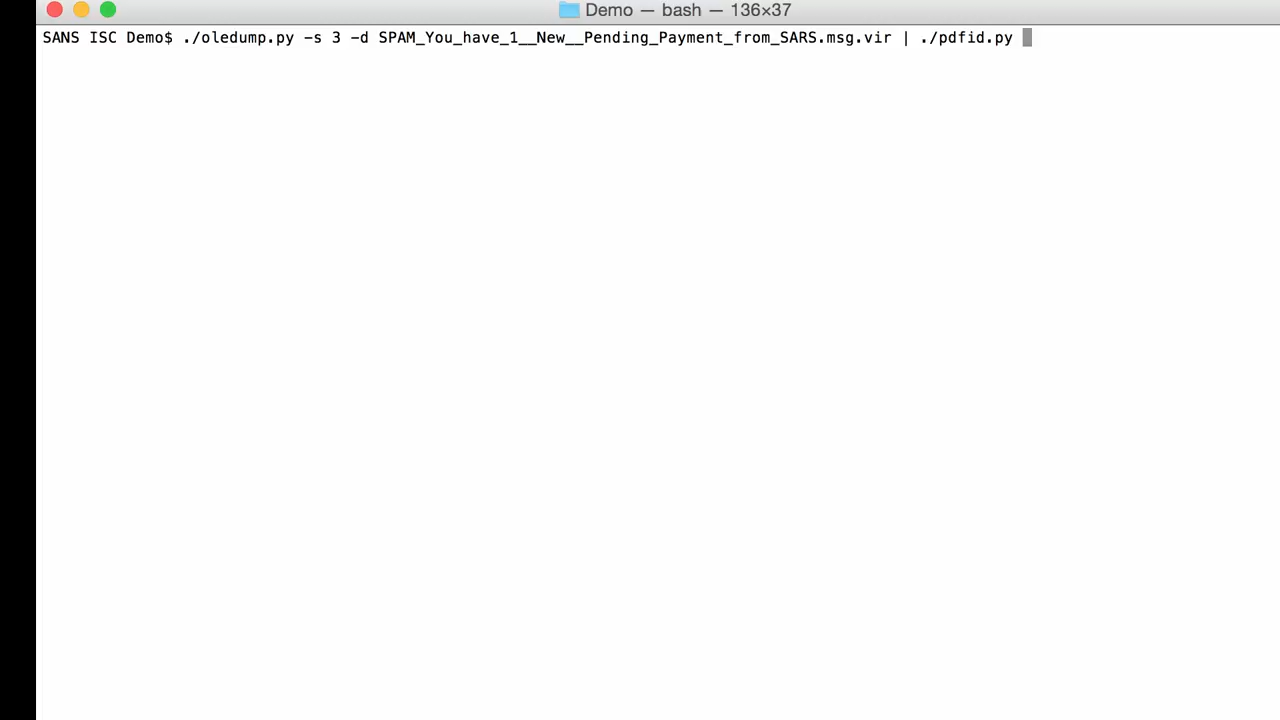 Demo — bash — 136×37
SANS ISC Demo$ ./oledump.py -s 3 -d SPAM_You_have_1__New__Pending_Payment_from_SARS.msg.vir | ./pdfid.py